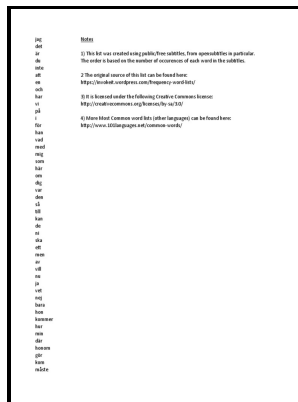 jag
det
är
du
inte
att
en
och
har
vi
på
i
för
han
vad
med
mig
som
här
om
dig
var
den
så
till
kan
de
ni
ska
ett
men
av
vill
nu
ja
vet
nej
bara
hon
kommer
hur
min
där
honom
gör
kom
måste
Notes
1) This list was created using public/free subtitles, from opensubtitles in particular.
The order is based on the number of occurences of each word in the subtitles.
2 The original source of this list can be found here:
https://invokeit.wordpress.com/frequency-word-lists/
3) It is licensed under the following Creative Commons license:
http://creativecommons.org/licenses/by-sa/3.0/
4) More Most Common word lists (other languages) can be found here:
http://www.101languages.net/common-words/